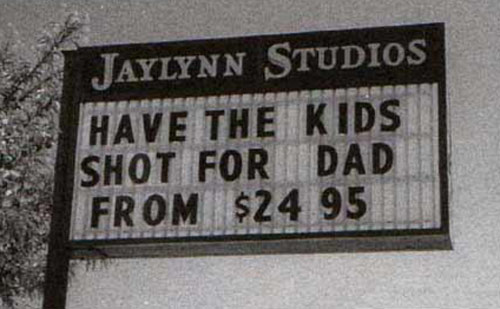 JAYLYNN STUDIOS
HAVE THE KIDS
SHOT FOR DAD
FROM $24 95